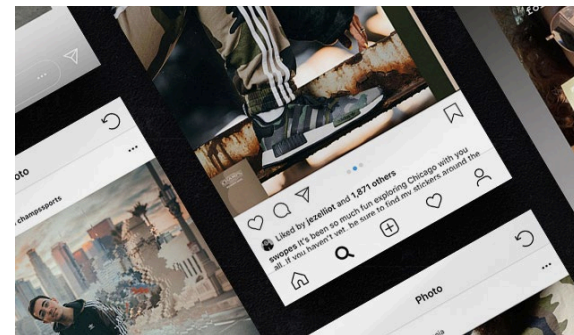 Photo
champssports
Liked by jezelliot and 1,871 others
swopes It's been so much fun exploring Chicago with you
all. If you haven't yet, be sure to find my stickers around the
Photo